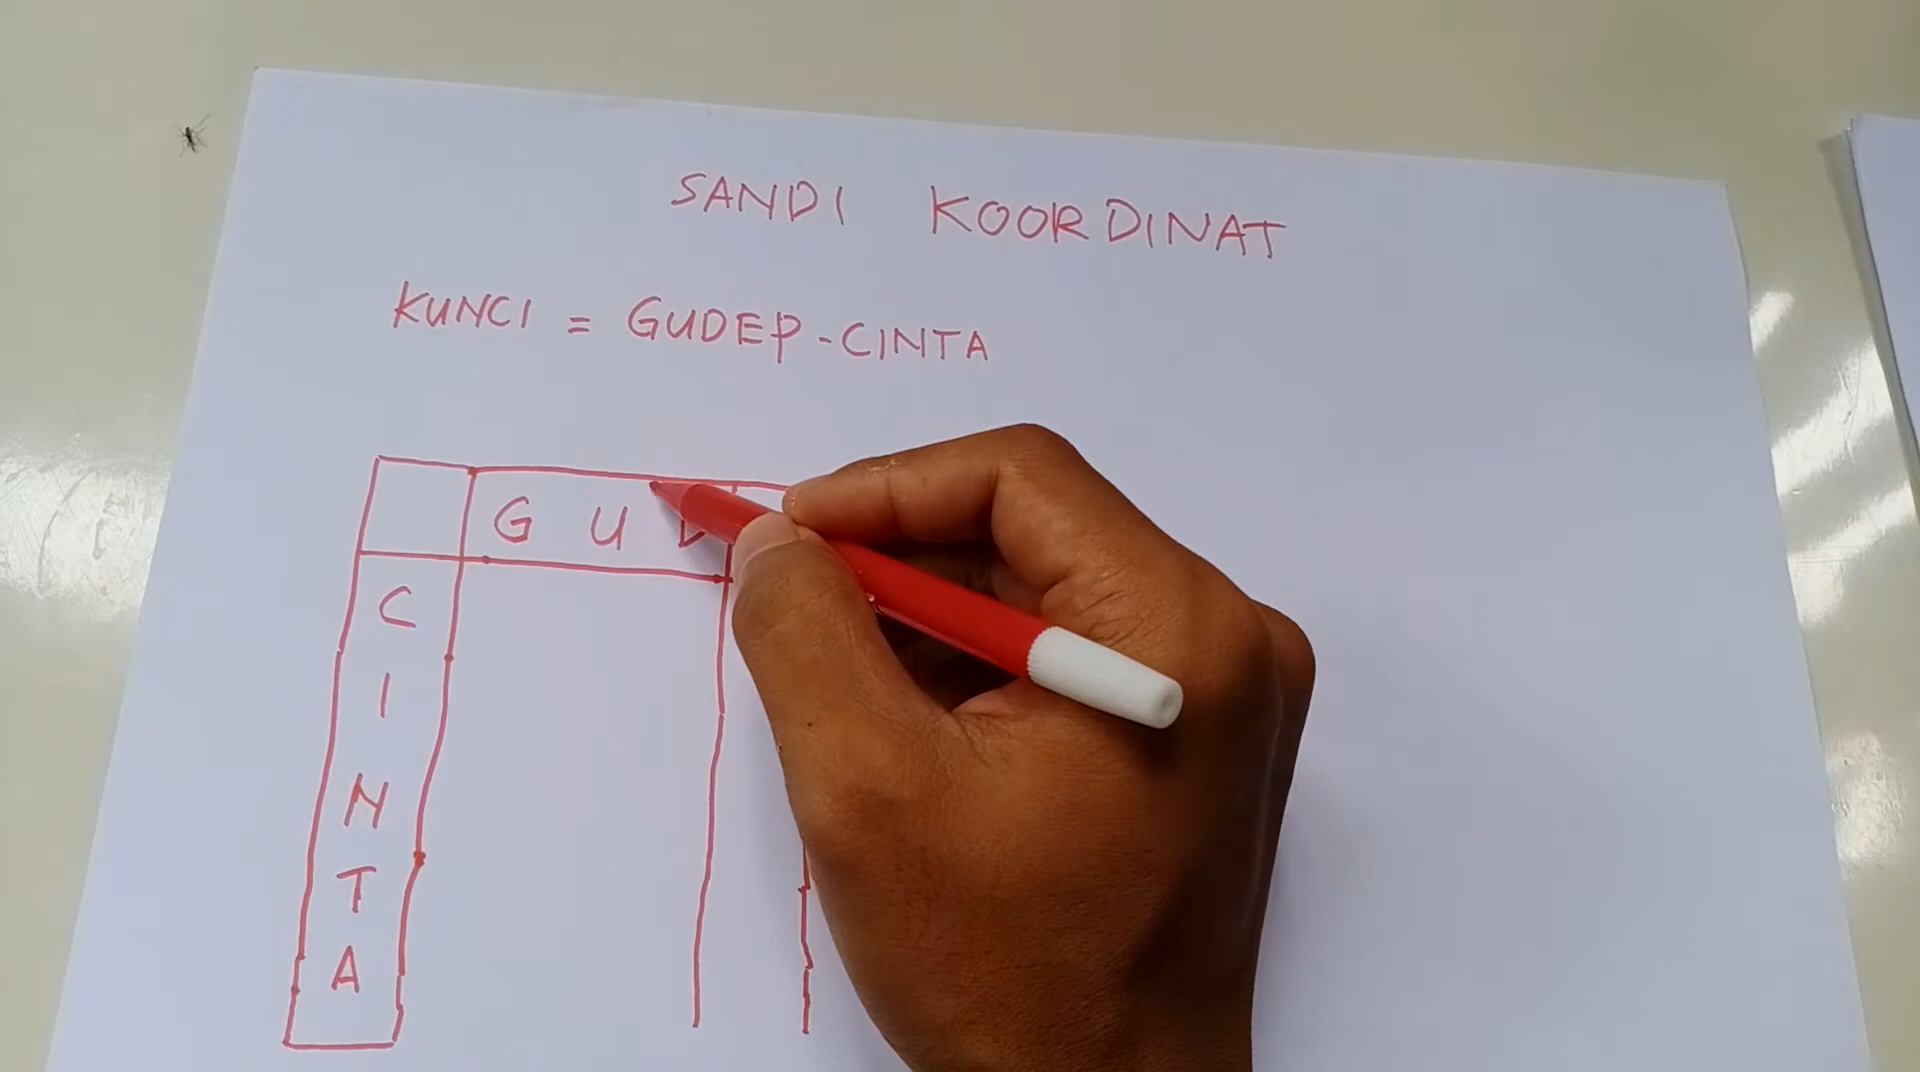 SANDI KOORDINAT
KUNCI = GUDEP-CINTA
G U D
C
I
N
T
A